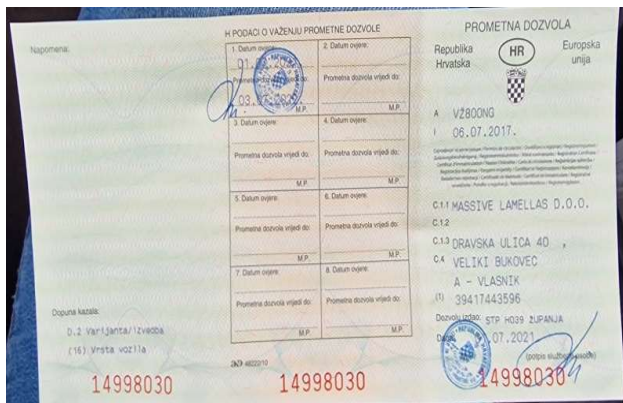 Napomena:
Dopuna kazala:
D.2 Varijanta/izvedba
(16) Vrsta vozila
14998030
H PODACI O VAŽENJU PROMETNE DOZVOLE
1. Datum ovjere:
2. Datum ovjere:
Prometna dozvola vrijedi do:
Prometna dozvola vrijedi do:
M.P.
M.P.
3. Datum ovjere:
4. Datum ovjere:
Prometna dozvola vrijedi do:
Prometna dozvola vrijedi do:
M.P.
M.P.
5. Datum ovjere:
6. Datum ovjere:
Prometna dozvola vrijedi do:
Prometna dozvola vrijedi do:
M.P.
M.P.
7. Datum ovjere:
8. Datum ovjere:
Prometna dozvola vrijedi do:
Prometna dozvola vrijedi do:
M.P.
M.P.
14998030
PROMETNA DOZVOLA
Republika Hrvatska
HR
Europska unija
A VŽ800NG
I 06.07.2017.
C.1.1 MASSIVE LAMELLAS D.O.O.
C.1.2
C.1.3 DRAVSKA ULICA 40 ,
C.4 VELIKI BUKOVEC
A - VLASNIK
(1) 39417443596
Dozvolu izdao: STP H039 ŽUPANJA
.07.2021
(potpis službene osobe)
14998030